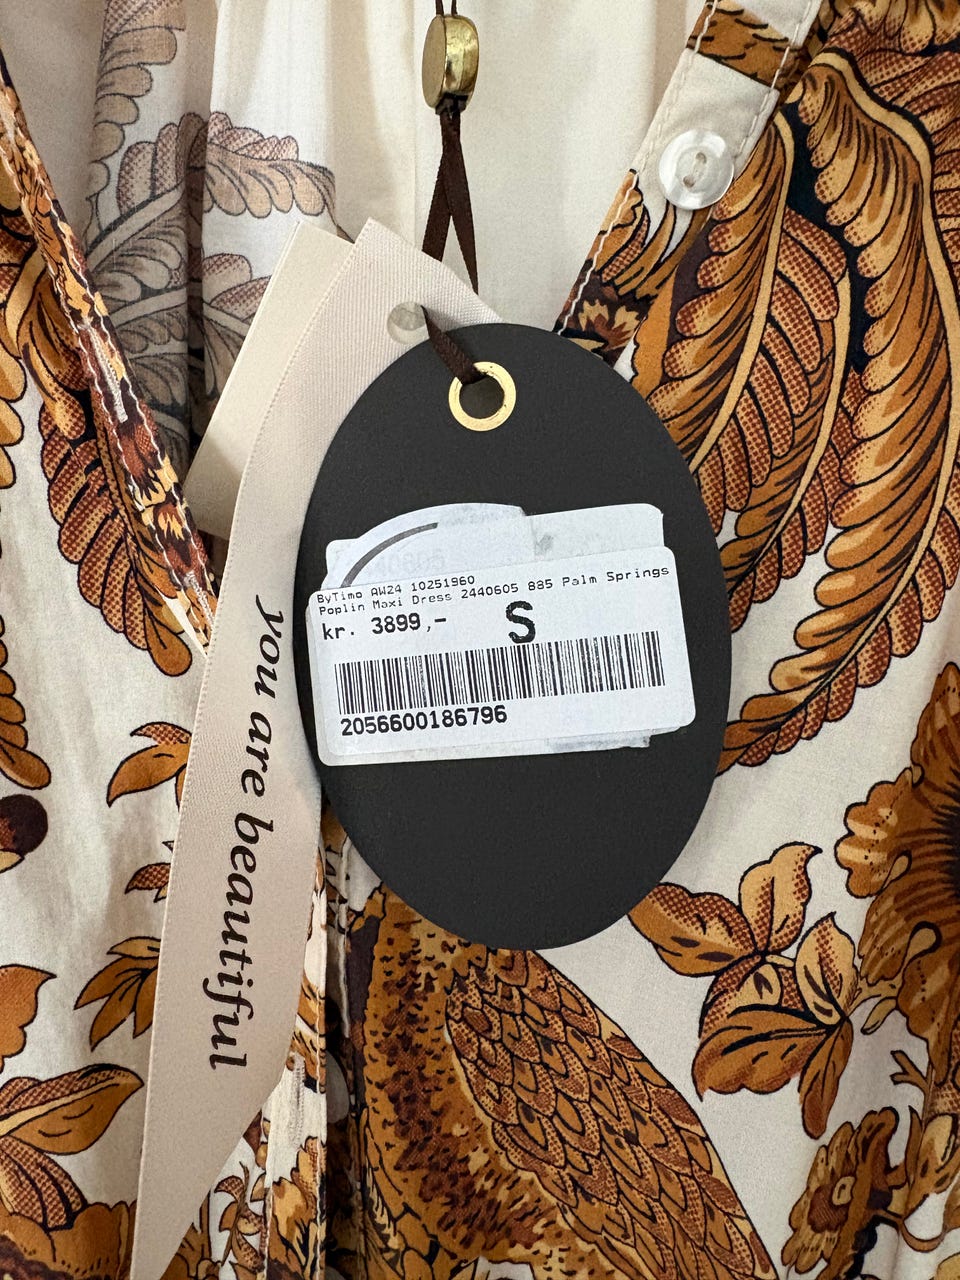 ByTimo AW24 10251960
Poplin Maxi Dress 2440605 885 Palm Springs
kr. 3899,-
S
2056600186796
you are beautiful